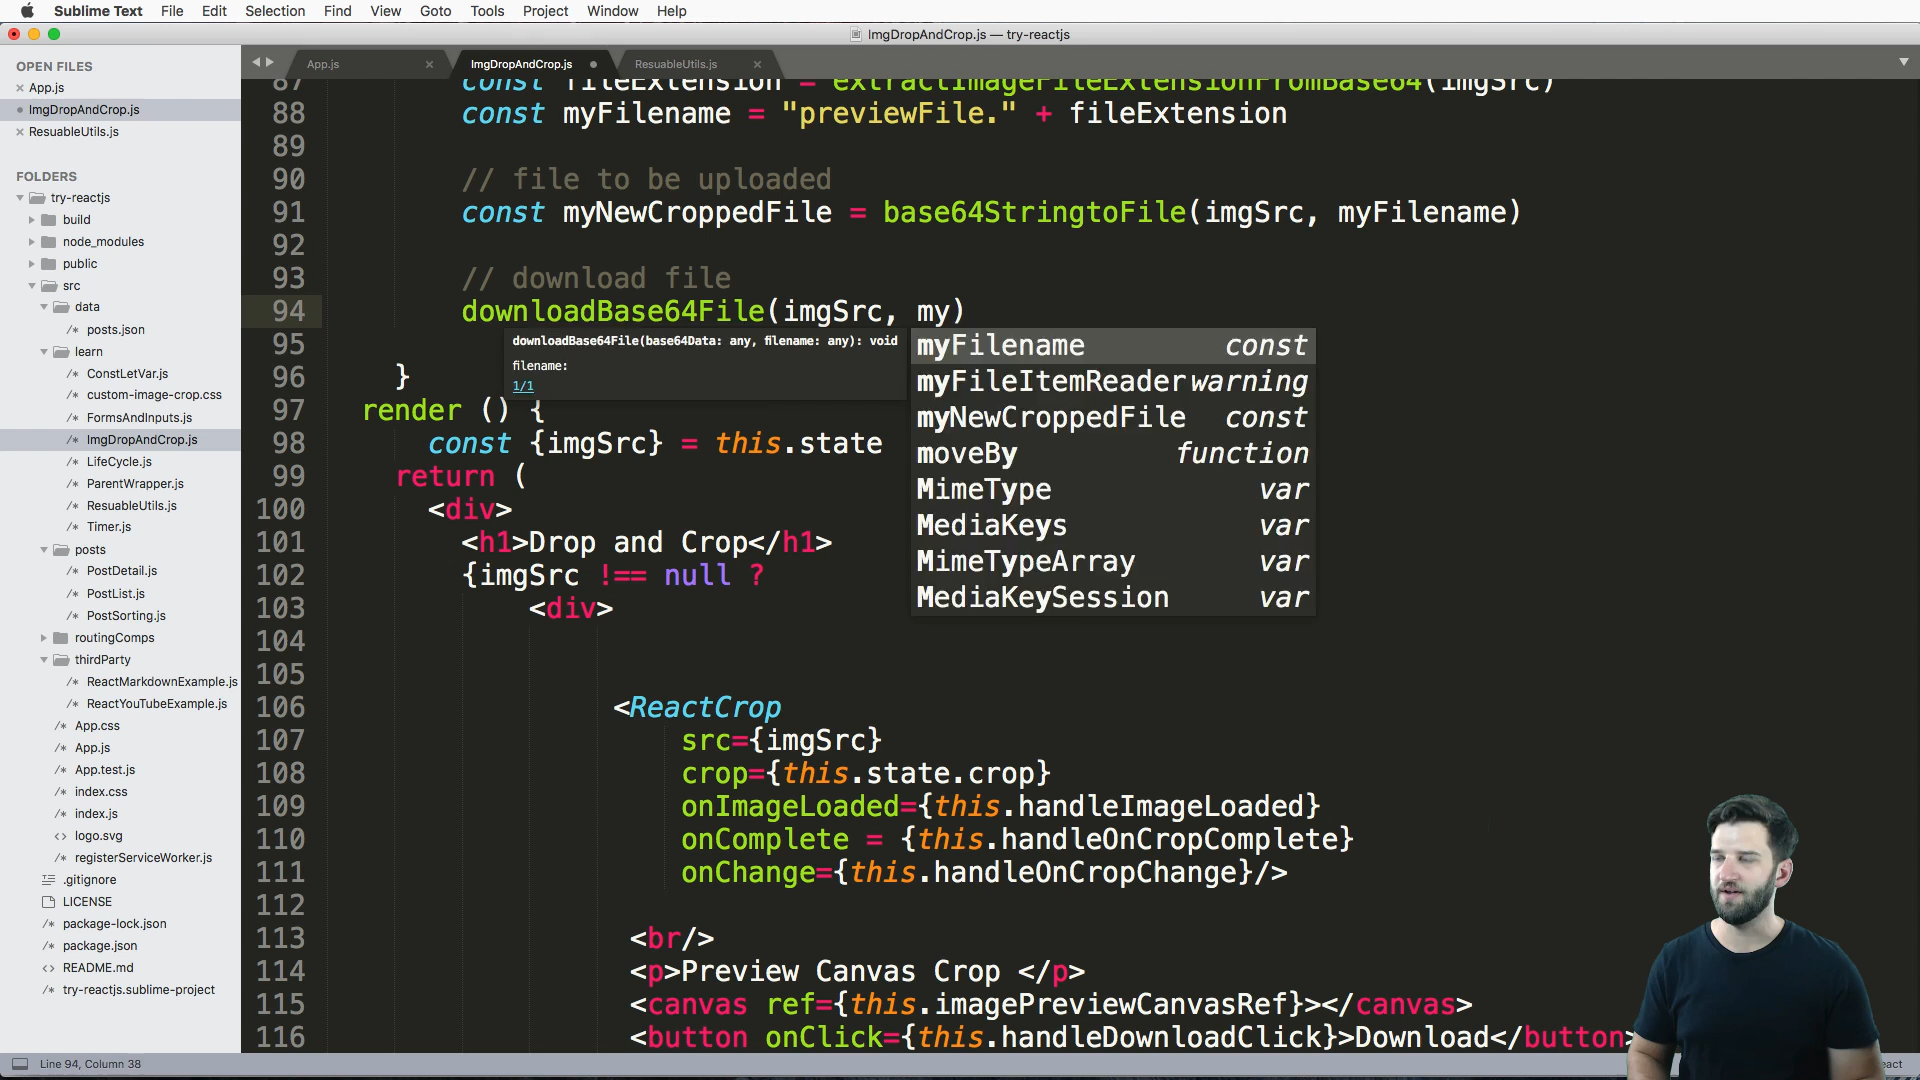 Sublime Text File Edit Selection Find View Goto Tools Project Window Help
ImgDropAndCrop.js — try-reactjs
OPEN FILES
App.js
ImgDropAndCrop.js
ResuableUtils.js
FOLDERS
try-reactjs
build
node_modules
public
src
data
/* posts.json
learn
/* ConstLetVar.js
/* custom-image-crop.css
/* FormsAndInputs.js
/* ImgDropAndCrop.js
/* LifeCycle.js
/* ParentWrapper.js
/* ResuableUtils.js
/* Timer.js
posts
/* PostDetail.js
/* PostList.js
/* PostSorting.js
routingComps
thirdParty
/* ReactMarkdownExample.js
/* ReactYouTubeExample.js
/* App.css
/* App.js
/* App.test.js
/* index.css
/* index.js
<> logo.svg
/* registerServiceWorker.js
.gitignore
LICENSE
/* package-lock.json
/* package.json
<> README.md
/* try-reactjs.sublime-project
App.js ImgDropAndCrop.js ResuableUtils.js
87 const fileExtension = extractImageFileExtensionFromBase64(imgSrc)
88 const myFilename = "previewFile." + fileExtension
89
90 // file to be uploaded
91 const myNewCroppedFile = base64StringtoFile(imgSrc, myFilename)
92
93 // download file
94 downloadBase64File(imgSrc, my)
95
96 }
97 render () {
98 const {imgSrc} = this.state
99 return (
100 <div>
101 <h1>Drop and Crop</h1>
102 {imgSrc !== null ?
103 <div>
104
105
106 <ReactCrop
107 src={imgSrc}
108 crop={this.state.crop}
109 onImageLoaded={this.handleImageLoaded}
110 onComplete = {this.handleOnCropComplete}
111 onChange={this.handleOnCropChange}/>
112
113 <br/>
114 <p>Preview Canvas Crop </p>
115 <canvas ref={this.imagePreviewCanvasRef}></canvas>
116 <button onClick={this.handleDownloadClick}>Download</button>
downloadBase64File(base64Data: any, filename: any): void
filename:
1/1
myFilename const
myFileItemReader warning
myNewCroppedFile const
moveBy function
MimeType var
MediaKeys var
MimeTypeArray var
MediaKeySession var
Line 94, Column 38